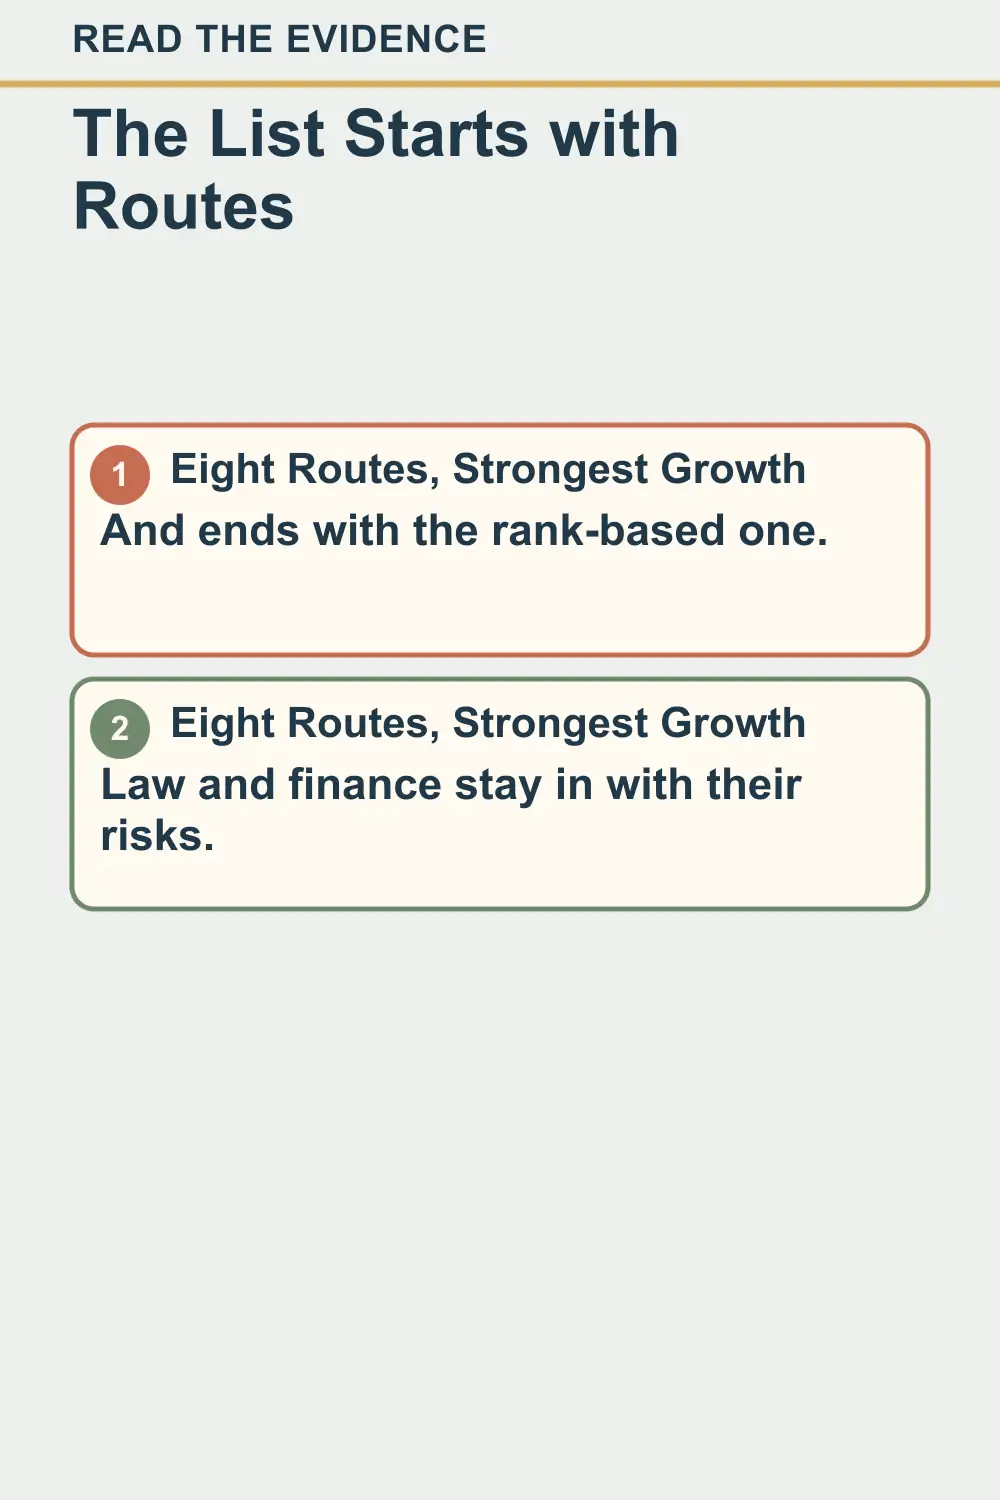 READ THE EVIDENCE
The List Starts with
Routes
1 Eight Routes, Strongest Growth
And ends with the rank-based one.
2 Eight Routes, Strongest Growth
Law and finance stay in with their
risks.